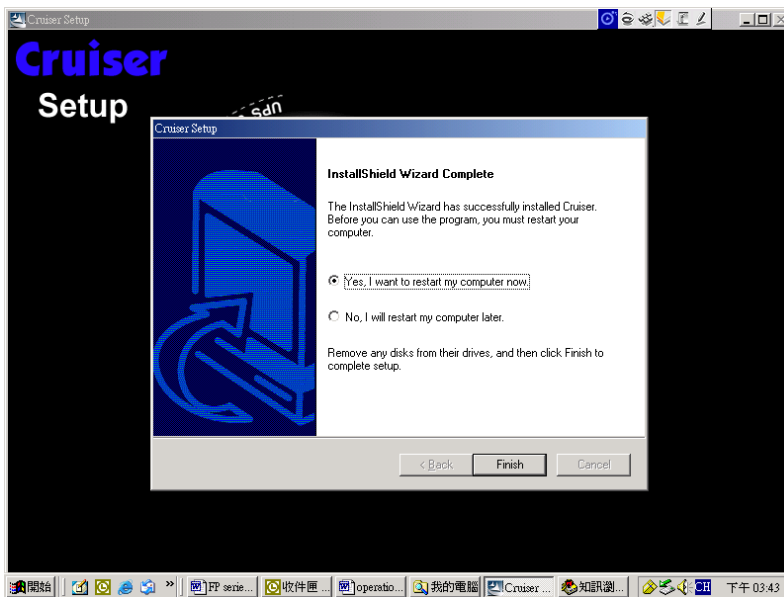 Cruiser Setup
Cruiser
Setup
UPS
Cruiser Setup
InstallShield Wizard Complete
The InstallShield Wizard has successfully installed Cruiser.
Before you can use the program, you must restart your
computer.
Yes, I want to restart my computer now.
No, I will restart my computer later.
Remove any disks from their drives, and then click Finish to
complete setup.
< Back Finish Cancel
開始 » FP serie... 收件匣 ... operatio... 我的電腦 Cruiser ... 知訊瀏... CH 下午 03:43